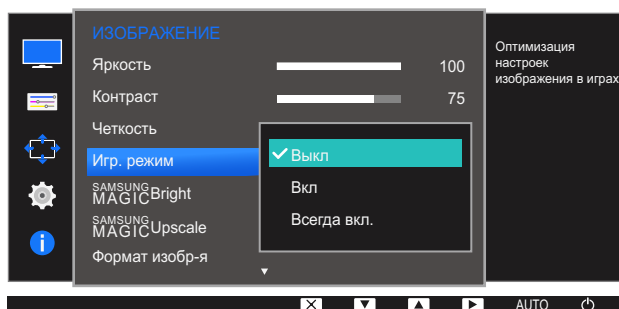 ИЗОБРАЖЕНИЕ
Яркость 100
Контраст 75
Четкость
Игр. режим
SAMSUNG
MAGICBright
SAMSUNG
MAGICUpscale
Формат изобр-я
Выкл
Вкл
Всегда вкл.
Оптимизация
настроек
изображения в играх
AUTO